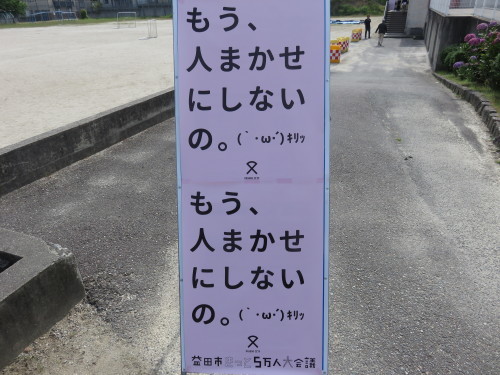 もう、
人まかせ
にしない
の。(｀･ω･´)ｷﾘｯ
もう、
人まかせ
にしない
の。(｀･ω･´)ｷﾘｯ
益田市 5万人大会議